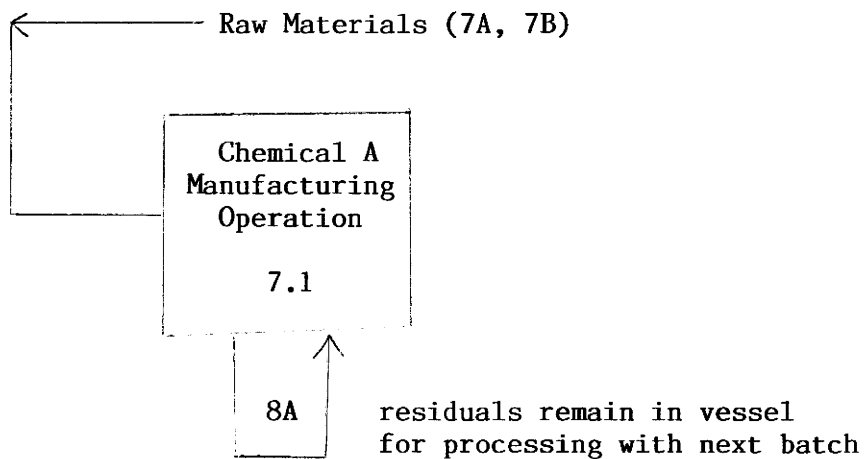 Raw Materials (7A, 7B)
Chemical A
Manufacturing
Operation
7.1
8A
residuals remain in vessel
for processing with next batch